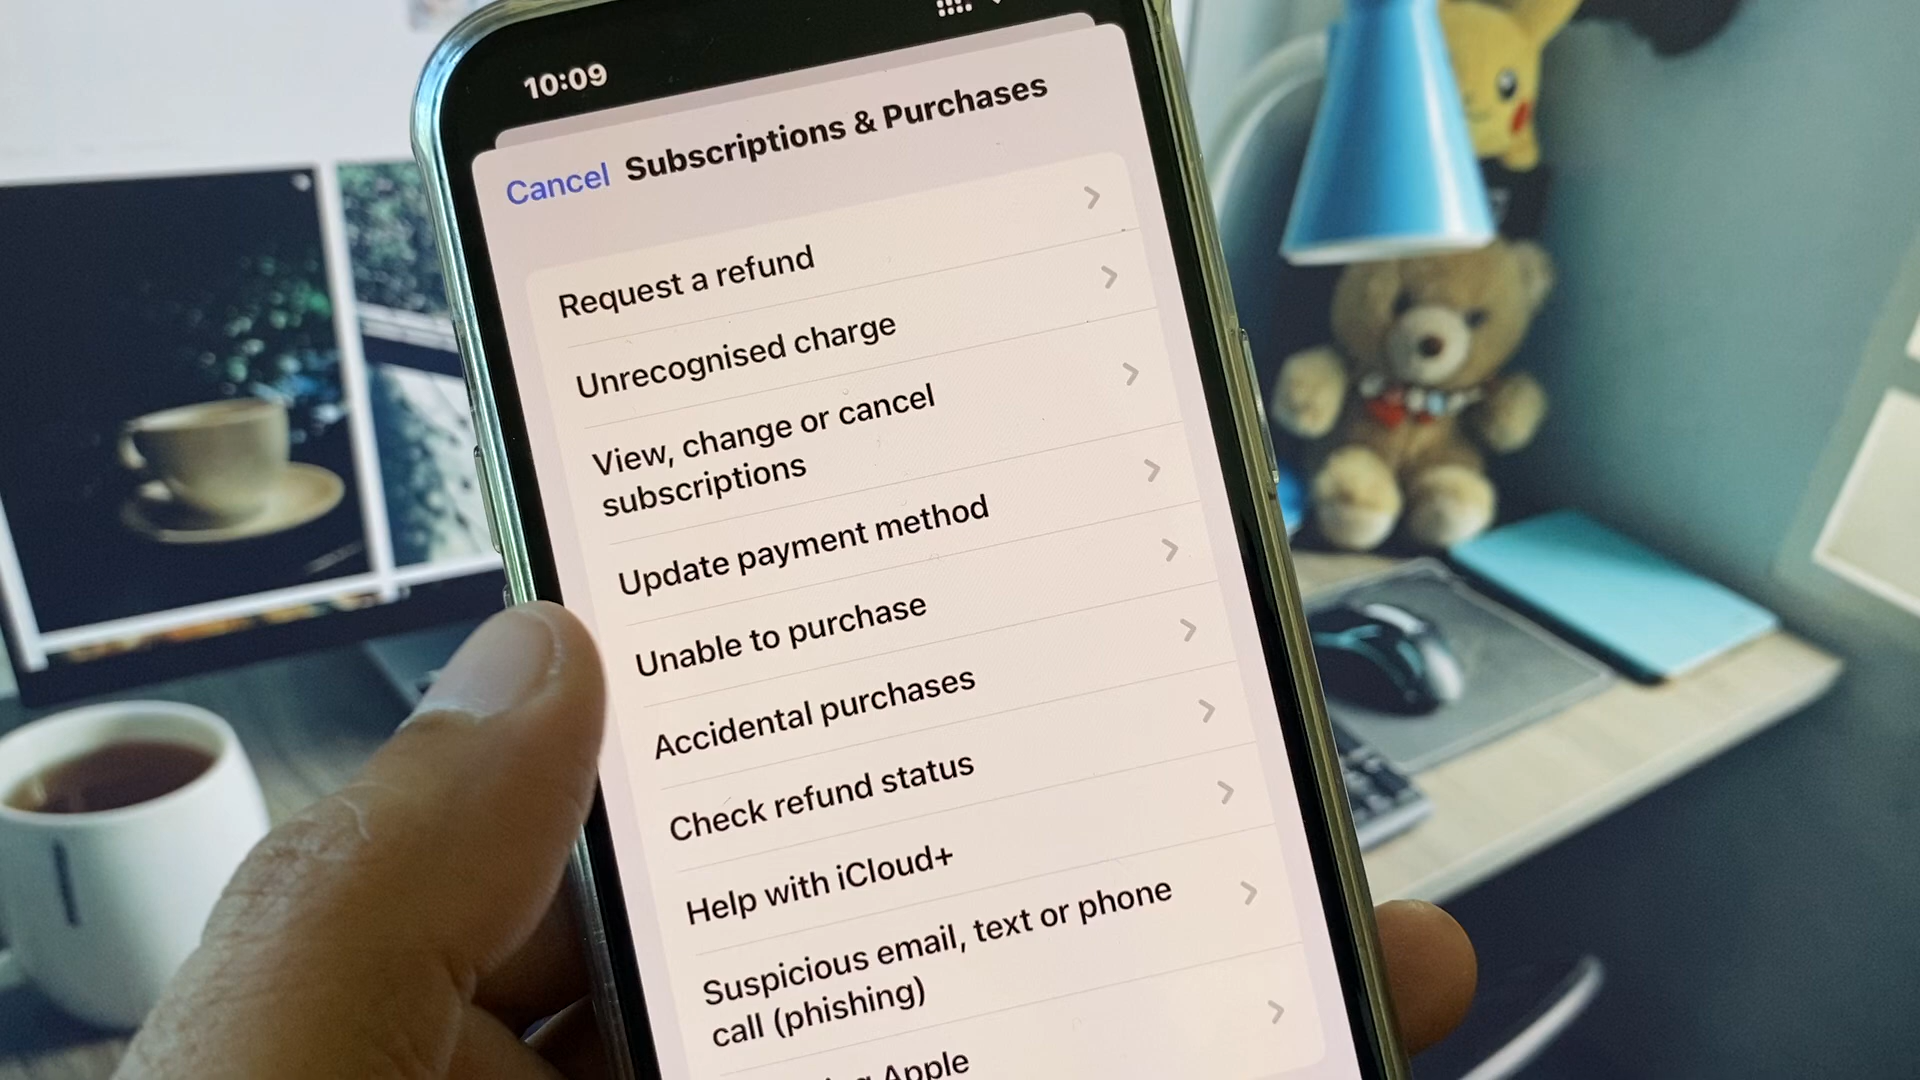 10:09
Cancel Subscriptions & Purchases
Request a refund
Unrecognised charge
View, change or cancel
subscriptions
Update payment method
Unable to purchase
Accidental purchases
Check refund status
Help with iCloud+
Suspicious email, text or phone
call (phishing)
Apple